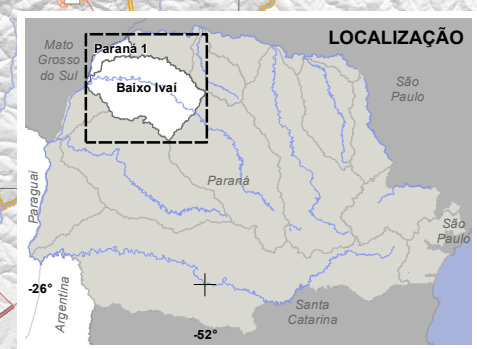 LOCALIZAÇÃO
Mato
Grosso
do Sul
Paraná 1
Baixo Ivaí
São
Paulo
Paraná
Paraguai
São
Paulo
-26°
Argentina
Santa
Catarina
-52°